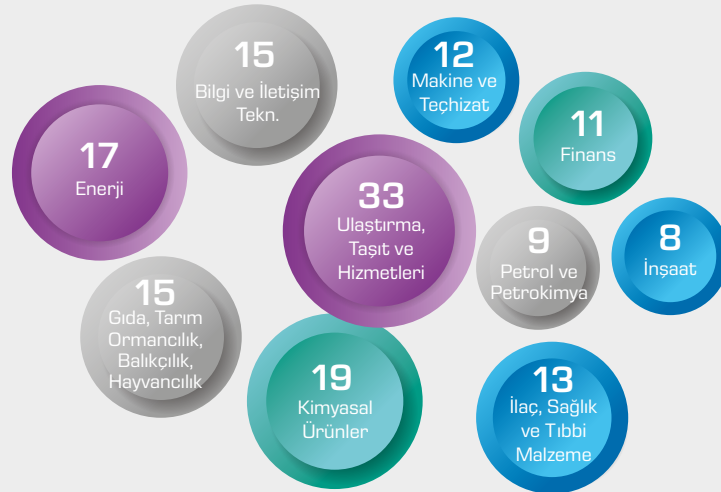 15
Bilgi ve İletişim
Tekn.
12
Makine ve
Teçhizat
11
Finans
17
Enerji
33
Ulaştırma,
Taşıt ve
Hizmetleri
9
Petrol ve
Petrokimya
8
İnşaat
15
Gıda, Tarım
Ormancılık,
Balıkçılık,
Hayvancılık
19
Kimyasal
Ürünler
13
İlaç, Sağlık
ve Tıbbi
Malzeme